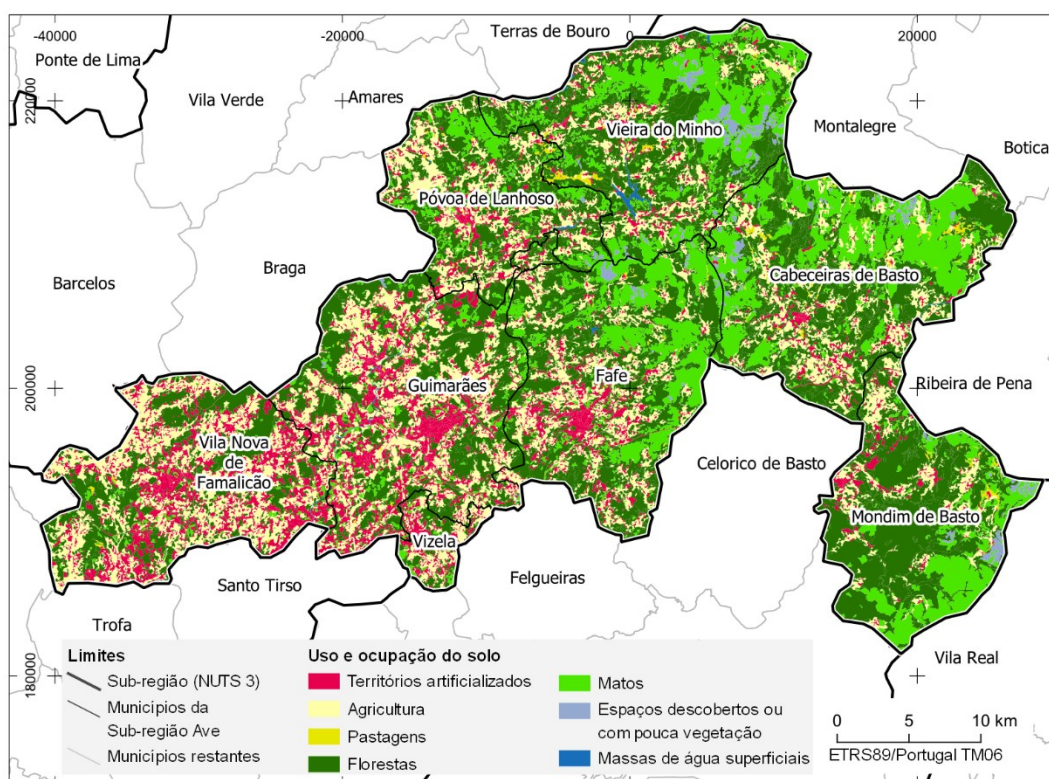 -40000
-20000
0
20000
Terras de Bouro
Ponte de Lima
Vila Verde
Amares
220000
Vieira do Minho
Montalegre
Botica
Póvoa de Lanhoso
Braga
Barcelos
Cabeceiras de Basto
200000
Guimarães
Fafe
Ribeira de Pena
Vila Nova
de
Famalicão
Celorico de Basto
Mondim de Basto
Vizela
Santo Tirso
Felgueiras
Trofa
Vila Real
180000
Limites
Sub-região (NUTS 3)
Municípios da
Sub-região Ave
Municípios restantes
Uso e ocupação do solo
Territórios artificializados
Agricultura
Pastagens
Florestas
Matos
Espaços descobertos ou
com pouca vegetação
Massas de água superficiais
0 5 10 km
ETRS89/Portugal TM06